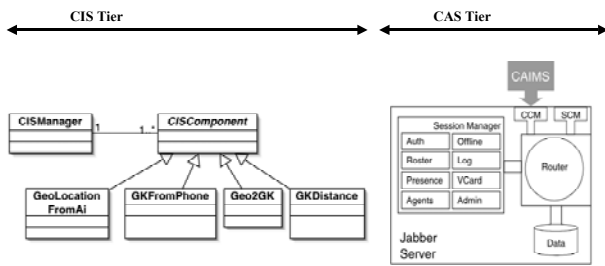 CIS Tier
CAS Tier
CISManager
1
1..*
CISComponent
GeoLocation
FromAi
GKFromPhone
Geo2GK
GKDistance
CAIMS
CCM
SCM
Session Manager
Auth
Offline
Roster
Log
Presence
VCard
Agents
Admin
Router
Data
Jabber
Server